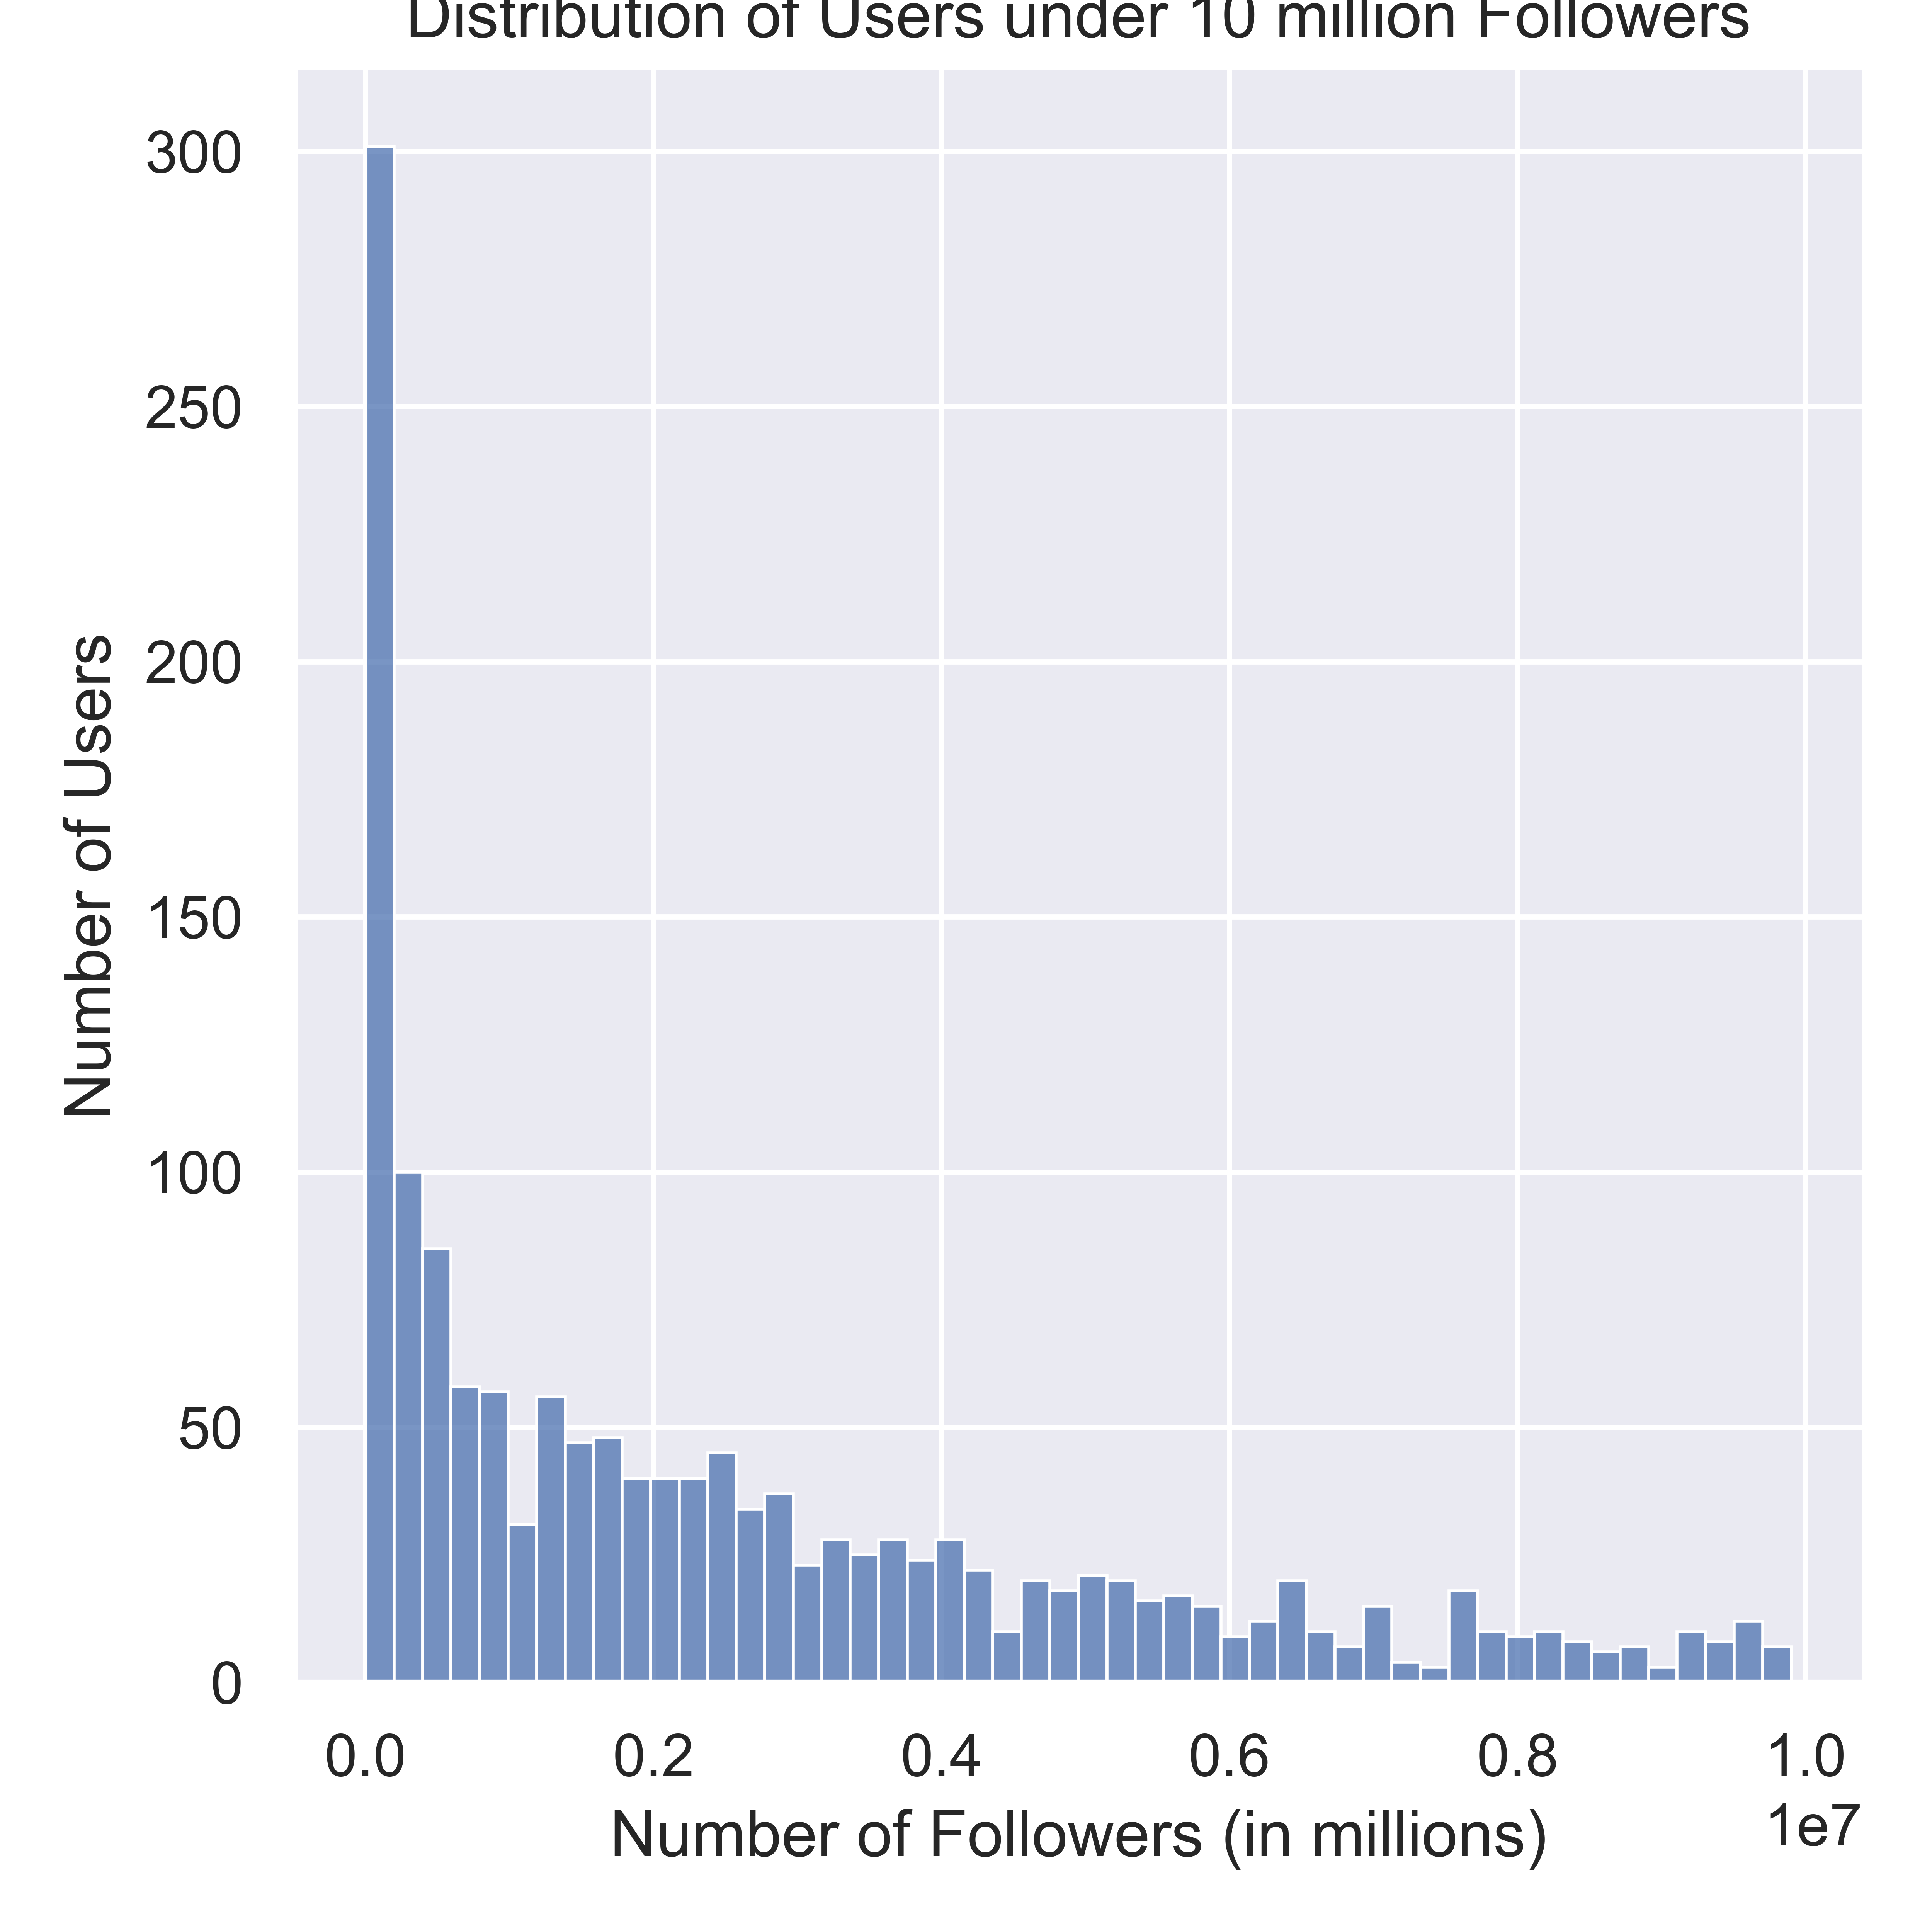 Distribution of Users under 10 million Followers
300
250
200
150
100
50
0
Number of Users
0.0 0.2 0.4 0.6 0.8 1.0
1e7
Number of Followers (in millions)